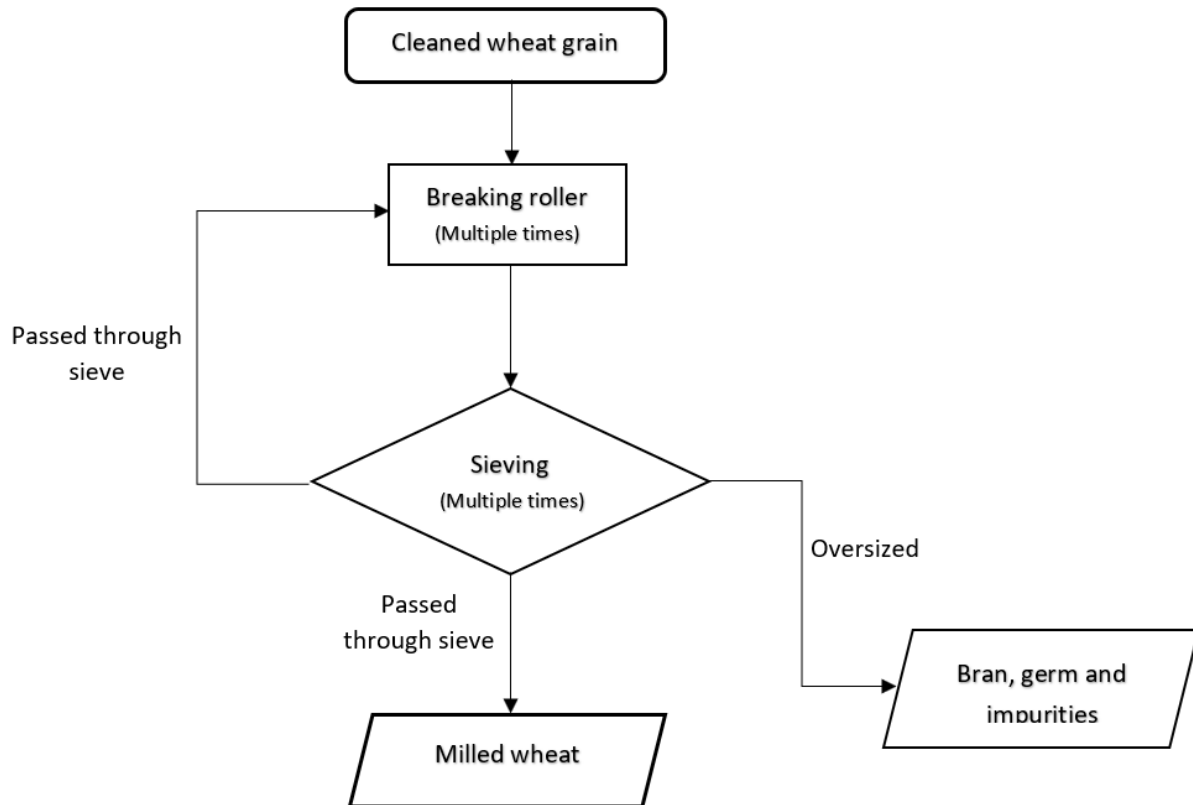 Cleaned wheat grain
Breaking roller
(Multiple times)
Passed through
sieve
Sieving
(Multiple times)
Oversized
Passed
through sieve
Bran, germ and
impurities
Milled wheat